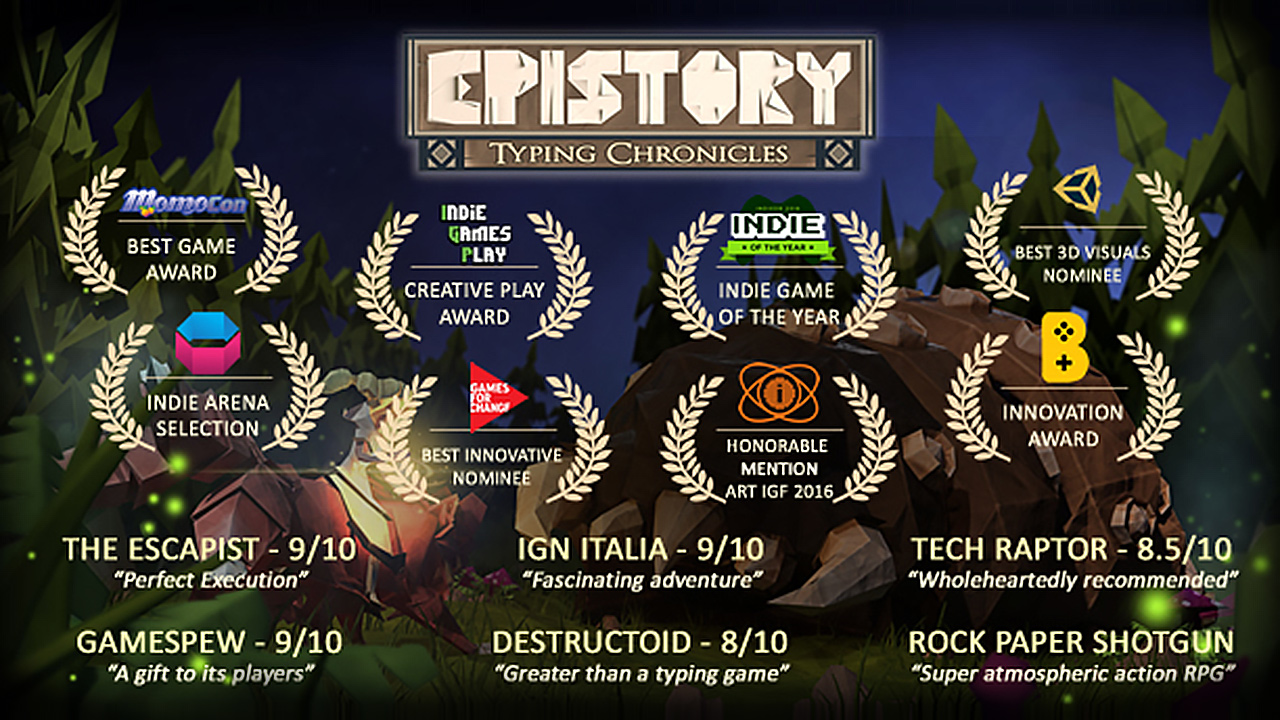 EPISTORY
TYPING CHRONICLES
MomoCon
BEST GAME
AWARD
INDiE
GAMES
PLAY
CREATIVE PLAY
AWARD
INDIE
OF THE YEAR
INDIE GAME
OF THE YEAR
BEST 3D VISUALS
NOMINEE
INDIE ARENA
SELECTION
GAMES
FOR
CHANGE
BEST INNOVATIVE
NOMINEE
i
HONORABLE
MENTION
ART IGF 2016
B
INNOVATION
AWARD
THE ESCAPIST - 9/10
“Perfect Execution”
IGN ITALIA - 9/10
“Fascinating adventure”
TECH RAPTOR - 8.5/10
“Wholeheartedly recommended”
GAMESPEW - 9/10
“A gift to its players”
DESTRUCTOID - 8/10
“Greater than a typing game”
ROCK PAPER SHOTGUN
“Super atmospheric action RPG”